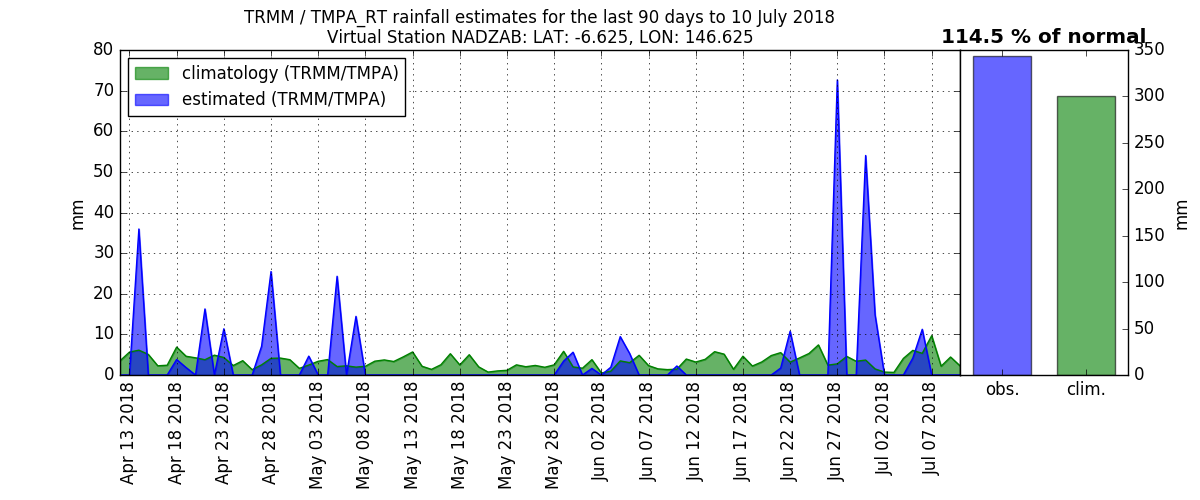 TRMM / TMPA_RT rainfall estimates for the last 90 days to 10 July 2018
Virtual Station NADZAB: LAT: -6.625, LON: 146.625
114.5 % of normal
climatology (TRMM/TMPA)
estimated (TRMM/TMPA)
80
70
60
50
40
30
20
10
0
mm
350
300
250
200
150
100
50
0
mm
obs.
clim.
Apr 13 2018
Apr 18 2018
Apr 23 2018
Apr 28 2018
May 03 2018
May 08 2018
May 13 2018
May 18 2018
May 23 2018
May 28 2018
Jun 02 2018
Jun 07 2018
Jun 12 2018
Jun 17 2018
Jun 22 2018
Jun 27 2018
Jul 02 2018
Jul 07 2018